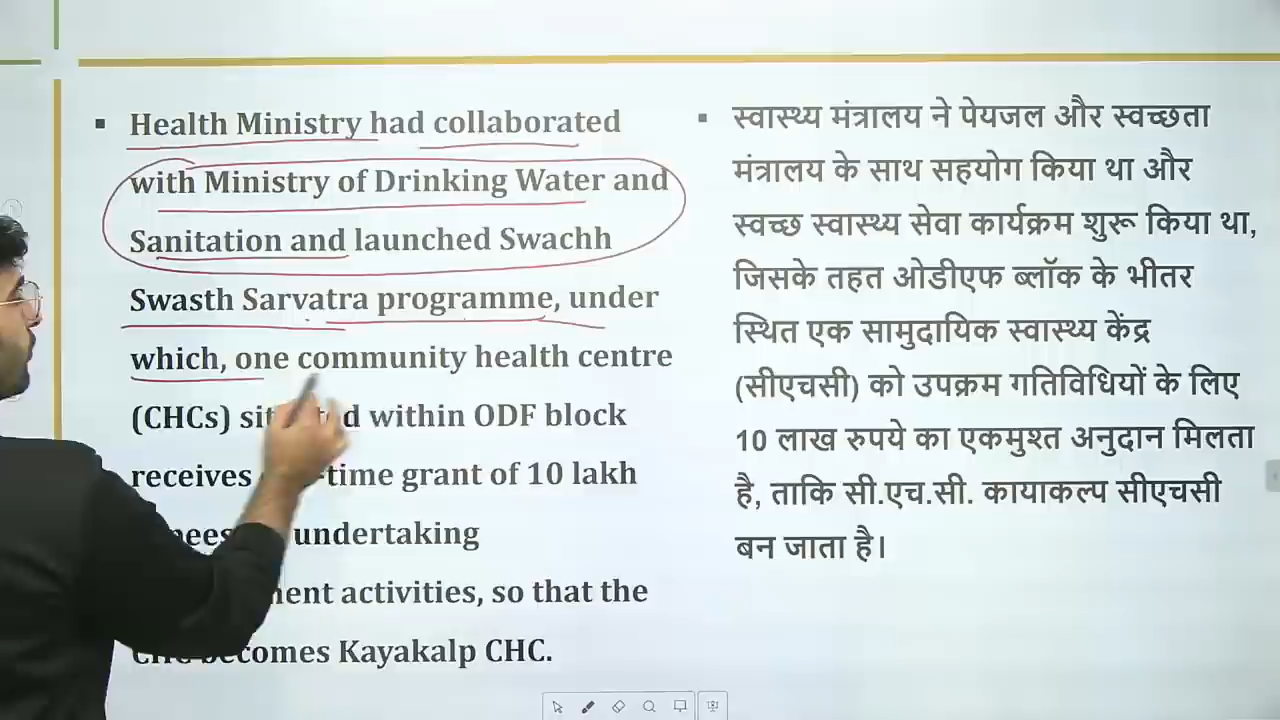 Health Ministry had collaborated
with Ministry of Drinking Water and
Sanitation and launched Swachh
Swasth Sarvatra programme, under
which, one community health centre
(CHCs) within ODF block
receives grant of 10 lakh
undertaking
activities, so that the
becomes Kayakalp CHC.
स्वास्थ्य मंत्रालय ने पेयजल और स्वच्छता
मंत्रालय के साथ सहयोग किया था और
स्वच्छ स्वास्थ्य सेवा कार्यक्रम शुरू किया था,
जिसके तहत ओडीएफ ब्लॉक के भीतर
स्थित एक सामुदायिक स्वास्थ्य केंद्र
(सीएचसी) को उपक्रम गतिविधियों के लिए
10 लाख रुपये का एकमुश्त अनुदान मिलता
है, ताकि सी.एच.सी. कायाकल्प सीएचसी
बन जाता है।